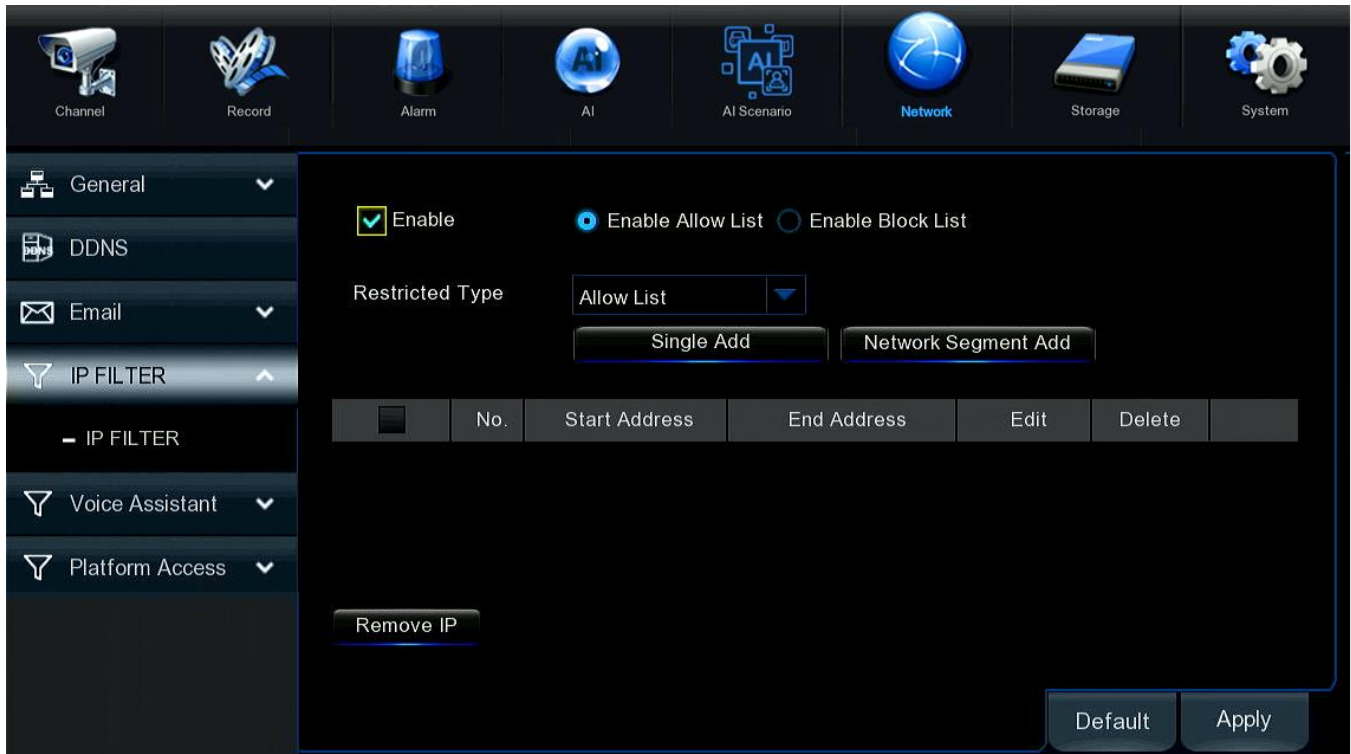 Channel Record Alarm AI AI Scenario Network Storage System
General
DDNS
Email
IP FILTER
IP FILTER
Voice Assistant
Platform Access
Enable Enable Allow List Enable Block List
Restricted Type Allow List
Single Add Network Segment Add
No. Start Address End Address Edit Delete
Remove IP
Default Apply